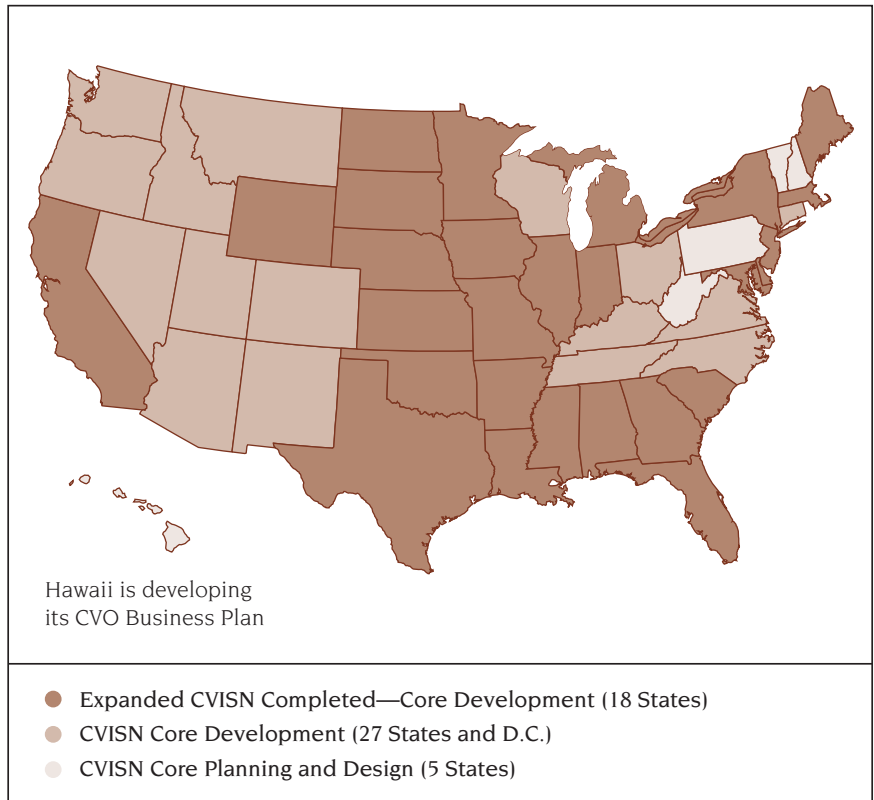 Hawaii is developing
its CVO Business Plan
Expanded CVISN Completed—Core Development (18 States)
CVISN Core Development (27 States and D.C.)
CVISN Core Planning and Design (5 States)